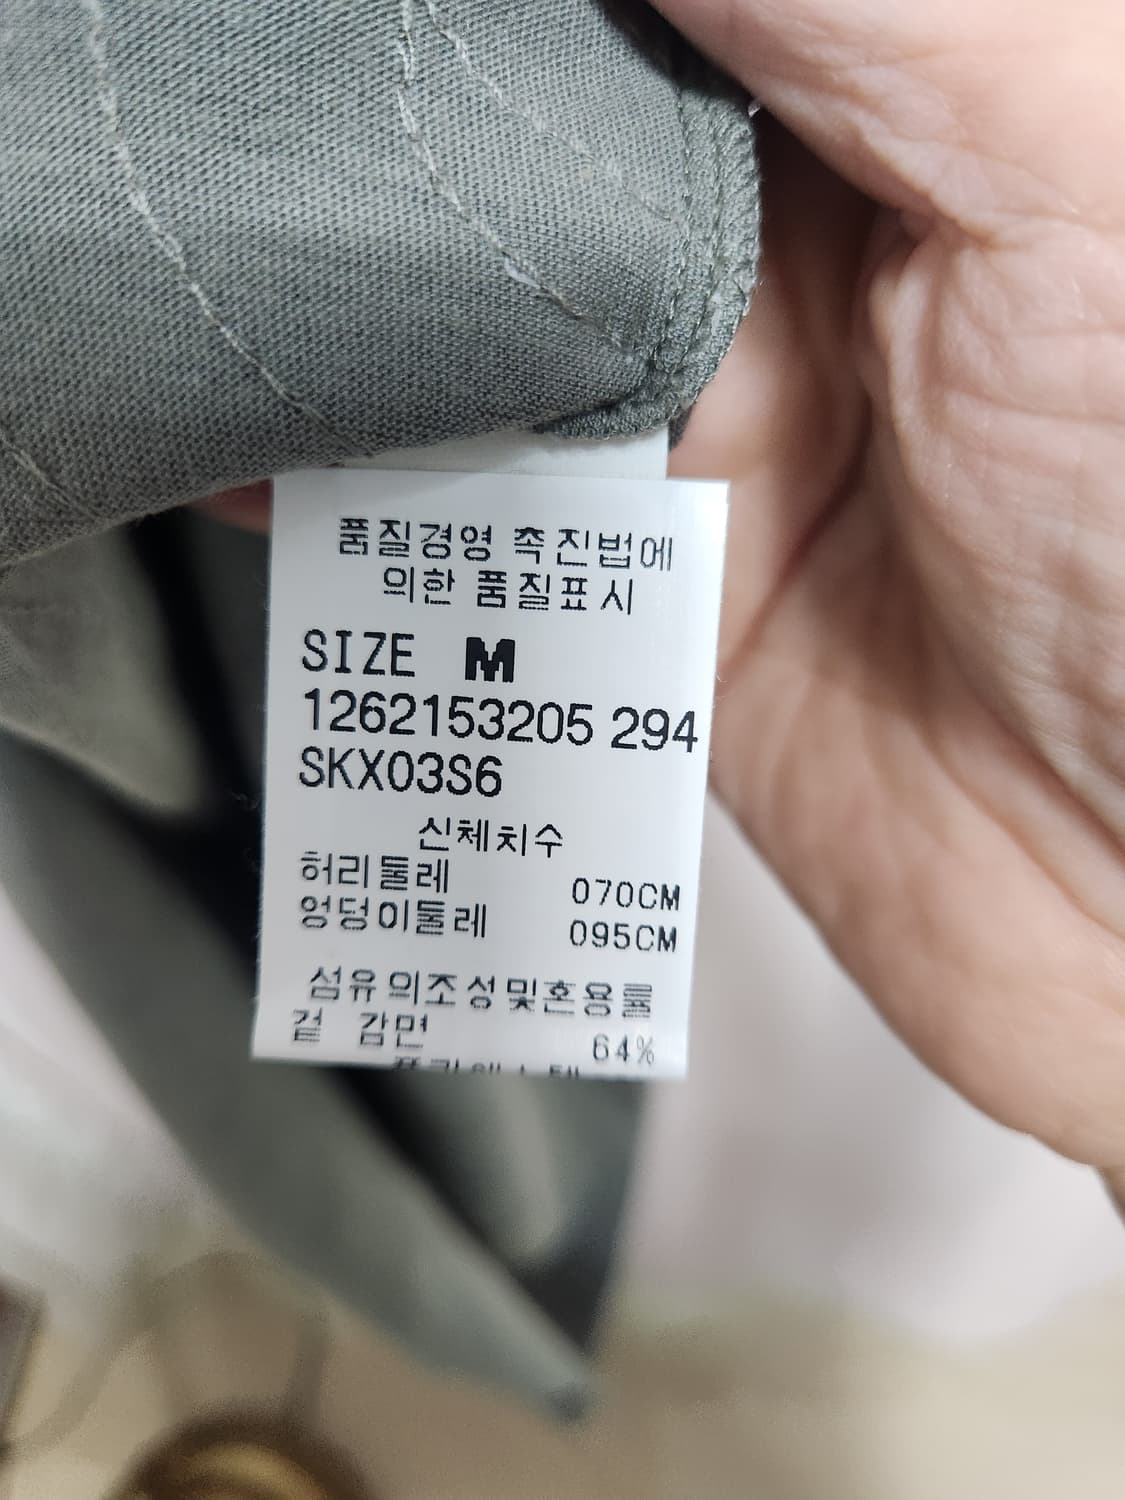 품질경영 촉진법에
의한 품질표시
SIZE M
1262153205 294
SKX03S6
신체치수
허리둘레 070CM
엉덩이둘레 095CM
섬유의조성및혼용률
겉감면 64%